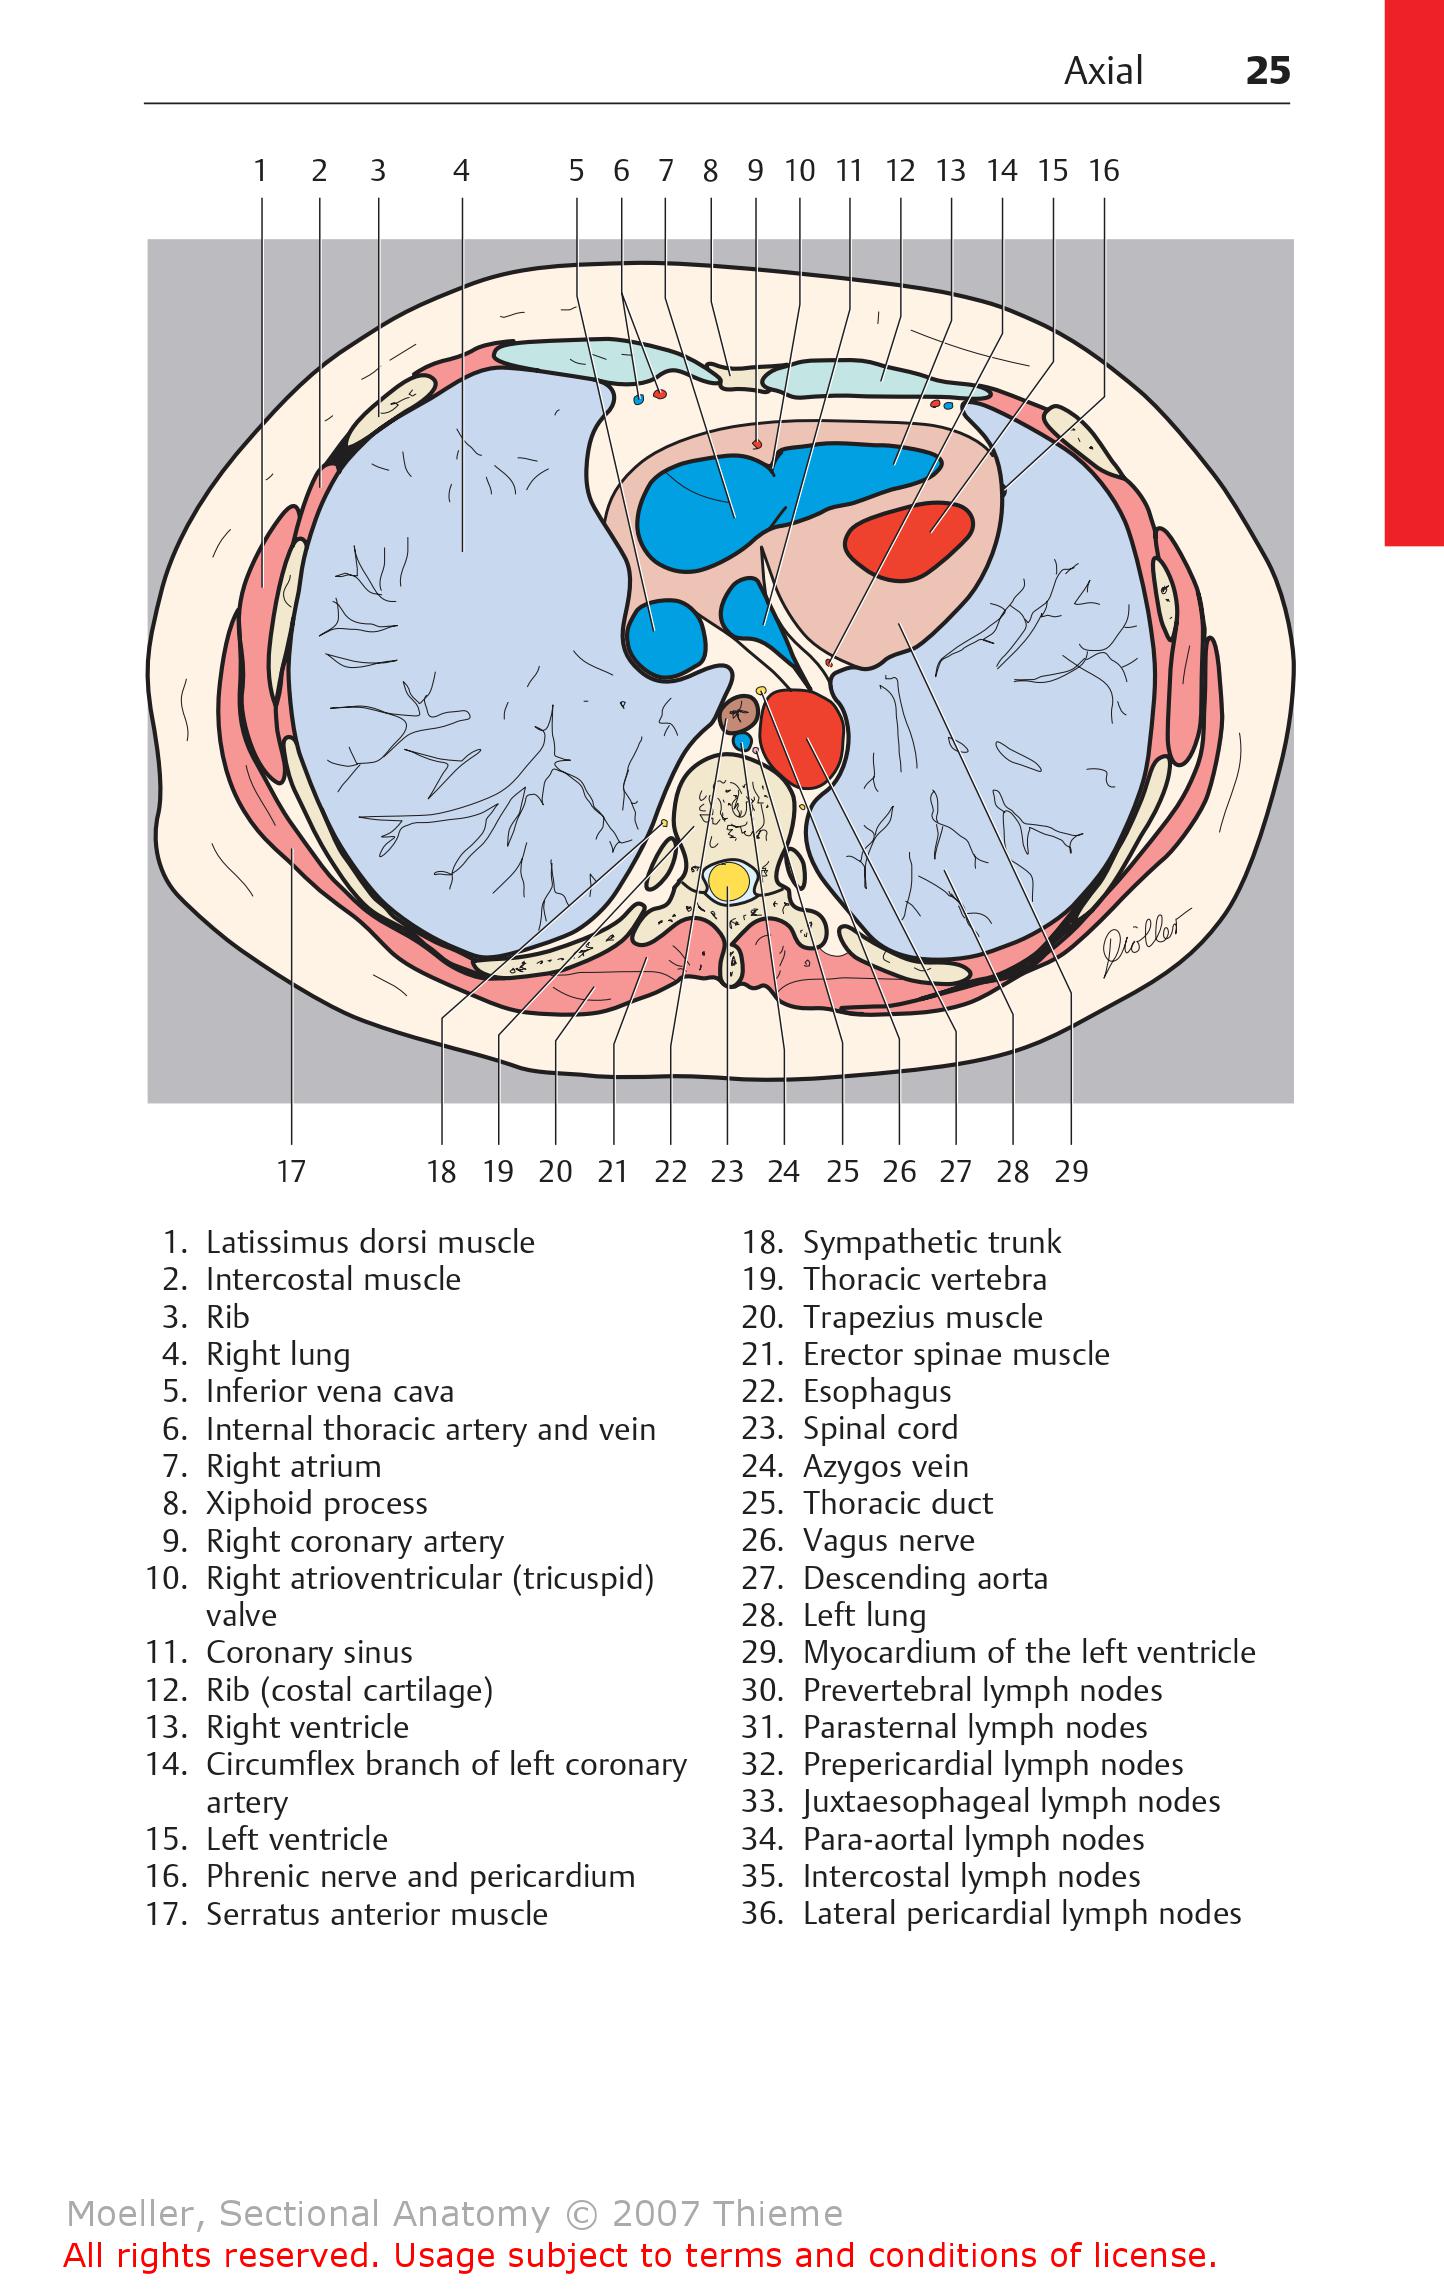 Axial 25
1 2 3 4 5 6 7 8 9 10 11 12 13 14 15 16
Möller
17 18 19 20 21 22 23 24 25 26 27 28 29
1. Latissimus dorsi muscle
2. Intercostal muscle
3. Rib
4. Right lung
5. Inferior vena cava
6. Internal thoracic artery and vein
7. Right atrium
8. Xiphoid process
9. Right coronary artery
10. Right atrioventricular (tricuspid)
valve
11. Coronary sinus
12. Rib (costal cartilage)
13. Right ventricle
14. Circumflex branch of left coronary
artery
15. Left ventricle
16. Phrenic nerve and pericardium
17. Serratus anterior muscle
18. Sympathetic trunk
19. Thoracic vertebra
20. Trapezius muscle
21. Erector spinae muscle
22. Esophagus
23. Spinal cord
24. Azygos vein
25. Thoracic duct
26. Vagus nerve
27. Descending aorta
28. Left lung
29. Myocardium of the left ventricle
30. Prevertebral lymph nodes
31. Parasternal lymph nodes
32. Prepericardial lymph nodes
33. Juxtaesophageal lymph nodes
34. Para-aortal lymph nodes
35. Intercostal lymph nodes
36. Lateral pericardial lymph nodes
Moeller, Sectional Anatomy © 2007 Thieme
All rights reserved. Usage subject to terms and conditions of license.